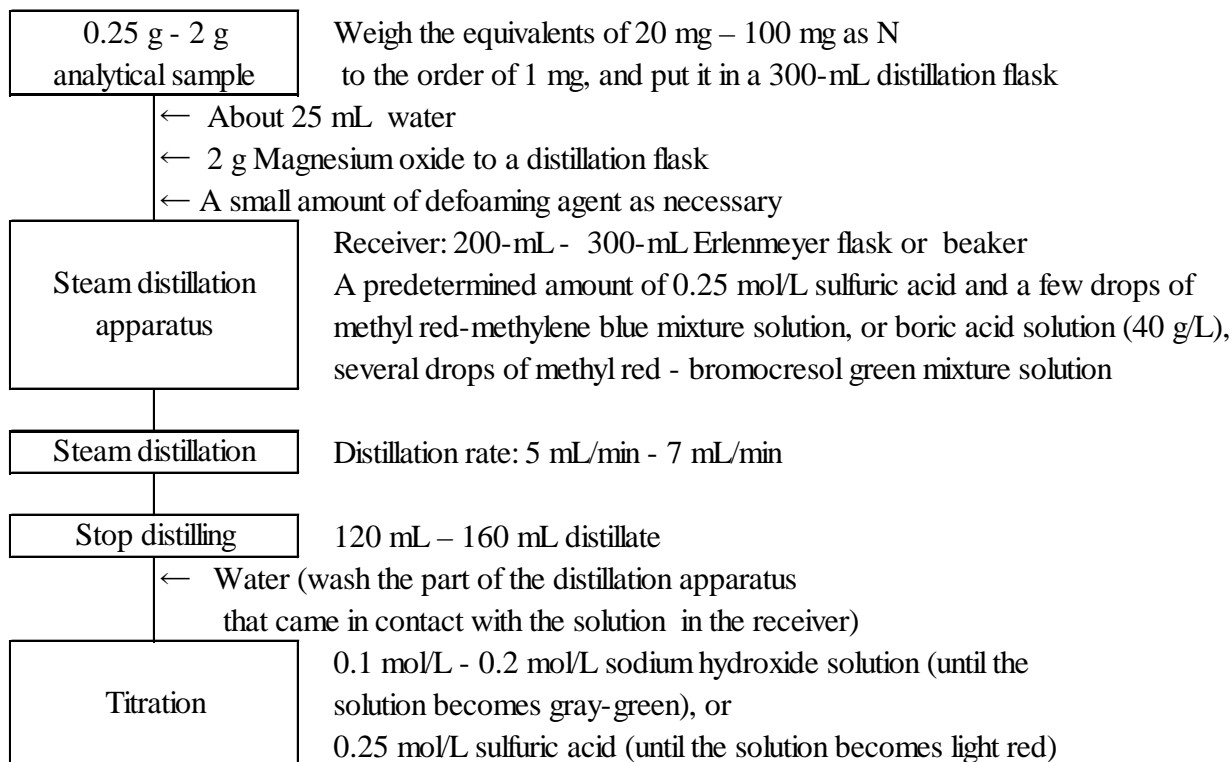 0.25 g - 2 g
analytical sample
Weigh the equivalents of 20 mg – 100 mg as N
to the order of 1 mg, and put it in a 300-mL distillation flask
← About 25 mL water
← 2 g Magnesium oxide to a distillation flask
← A small amount of defoaming agent as necessary
Steam distillation
apparatus
Receiver: 200-mL - 300-mL Erlenmeyer flask or beaker
A predetermined amount of 0.25 mol/L sulfuric acid and a few drops of
methyl red-methylene blue mixture solution, or boric acid solution (40 g/L),
several drops of methyl red - bromocresol green mixture solution
Steam distillation
Distillation rate: 5 mL/min - 7 mL/min
Stop distilling
120 mL – 160 mL distillate
← Water (wash the part of the distillation apparatus
that came in contact with the solution in the receiver)
Titration
0.1 mol/L - 0.2 mol/L sodium hydroxide solution (until the
solution becomes gray-green), or
0.25 mol/L sulfuric acid (until the solution becomes light red)